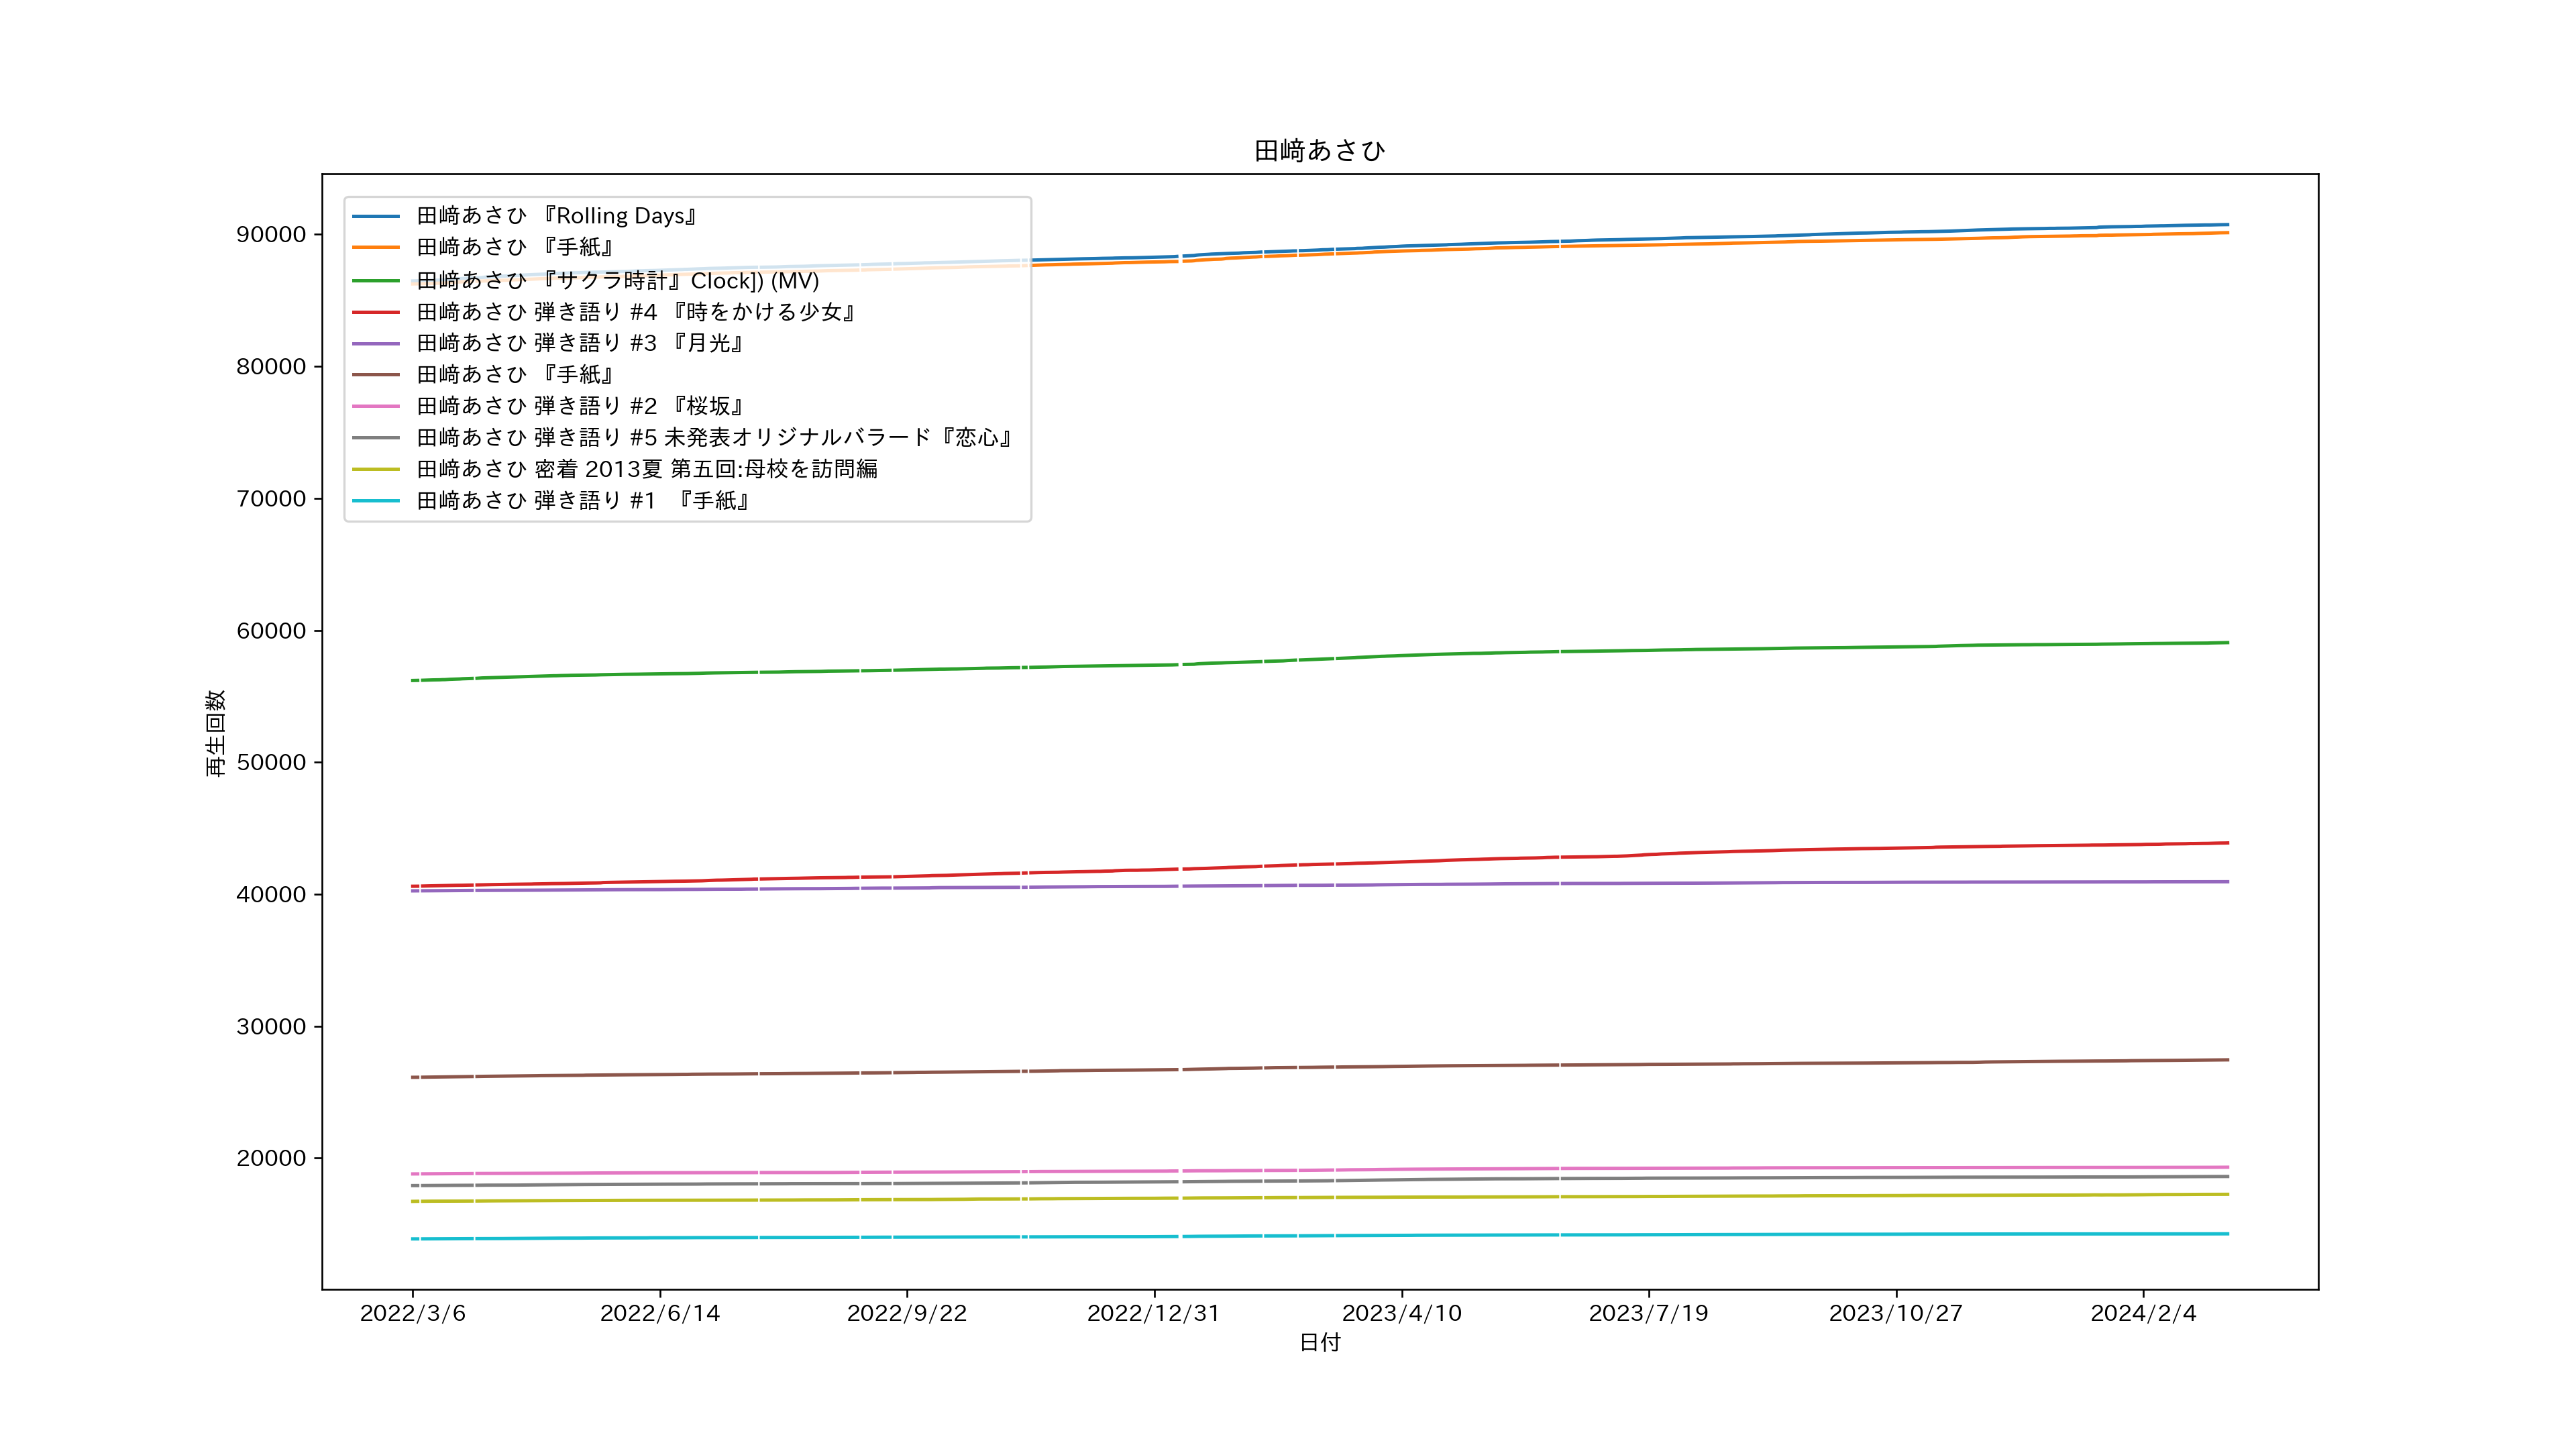 田﨑あさひ
田﨑あさひ 『Rolling Days』
田﨑あさひ 『手紙』
田﨑あさひ 『サクラ時計』Clock]) (MV)
田﨑あさひ 弾き語り #4 『時をかける少女』
田﨑あさひ 弾き語り #3 『月光』
田﨑あさひ 『手紙』
田﨑あさひ 弾き語り #2 『桜坂』
田﨑あさひ 弾き語り #5 未発表オリジナルバラード『恋心』
田﨑あさひ 密着 2013夏 第五回:母校を訪問編
田﨑あさひ 弾き語り #1 『手紙』
90000
80000
70000
60000
50000
40000
30000
20000
再生回数
2022/3/6 2022/6/14 2022/9/22 2022/12/31 2023/4/10 2023/7/19 2023/10/27 2024/2/4
日付